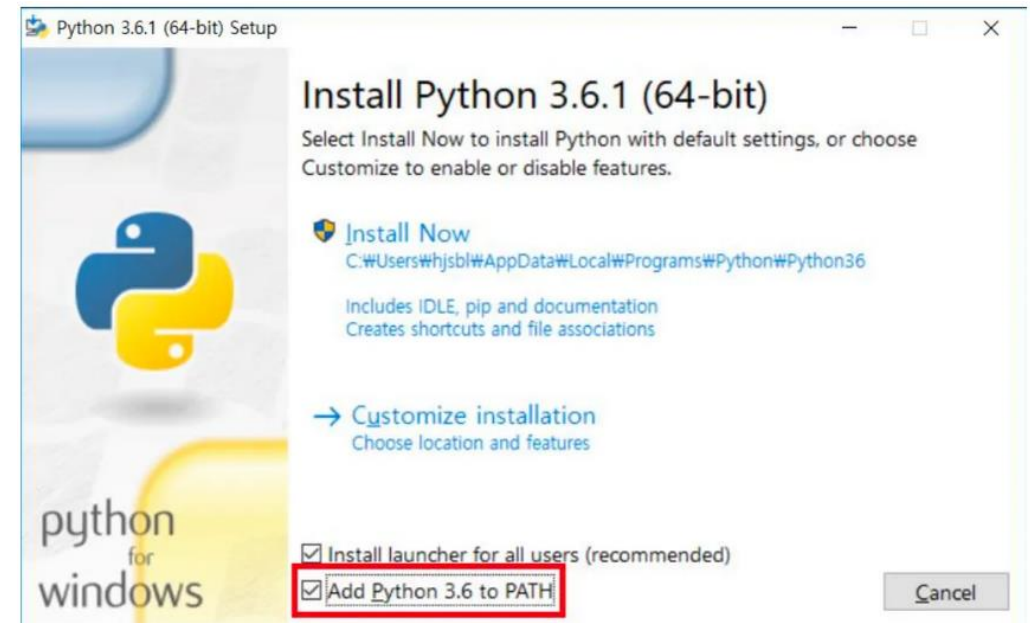 Python 3.6.1 (64-bit) Setup
Install Python 3.6.1 (64-bit)
Select Install Now to install Python with default settings, or choose
Customize to enable or disable features.
Install Now
C:₩Users₩hjsbl₩AppData₩Local₩Programs₩Python₩Python36
Includes IDLE, pip and documentation
Creates shortcuts and file associations
Customize installation
Choose location and features
python
for
windows
Install launcher for all users (recommended)
Add Python 3.6 to PATH
Cancel